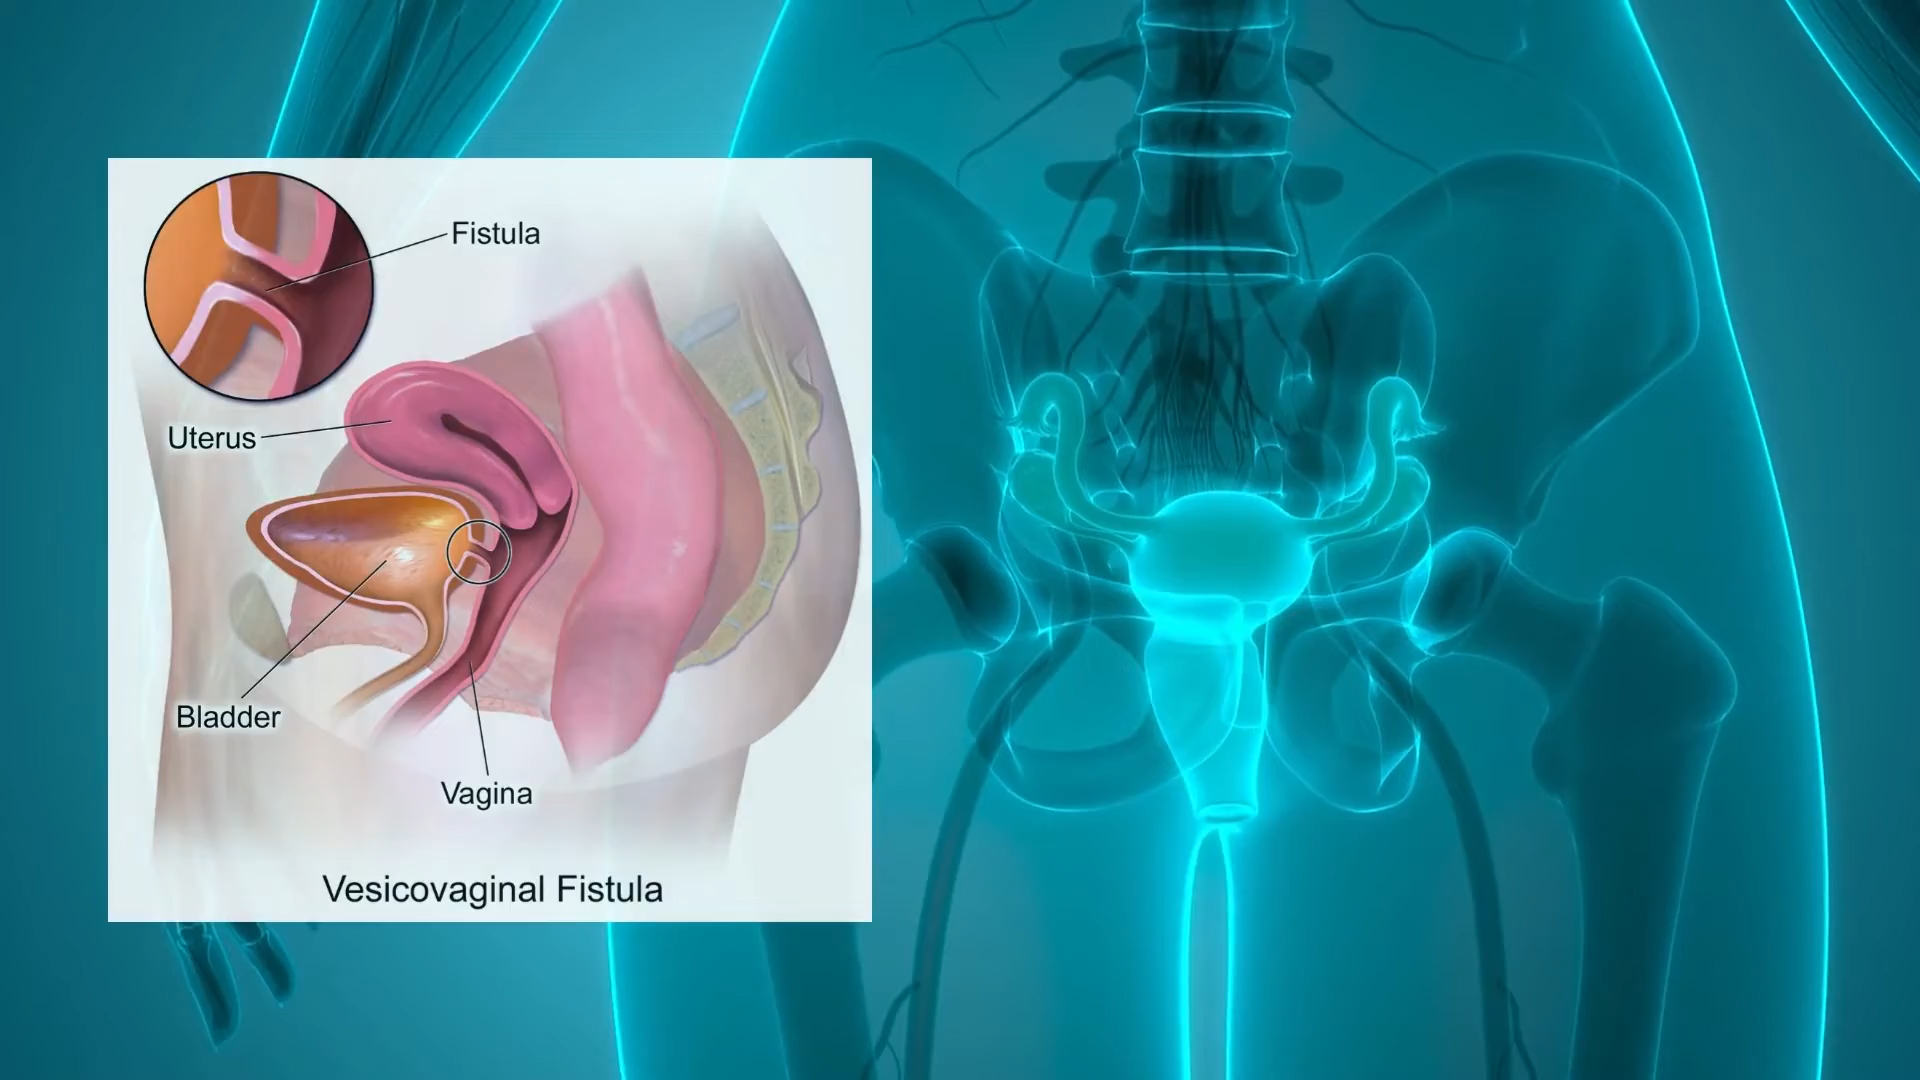 Fistula
Uterus
Bladder
Vagina
Vesicovaginal Fistula